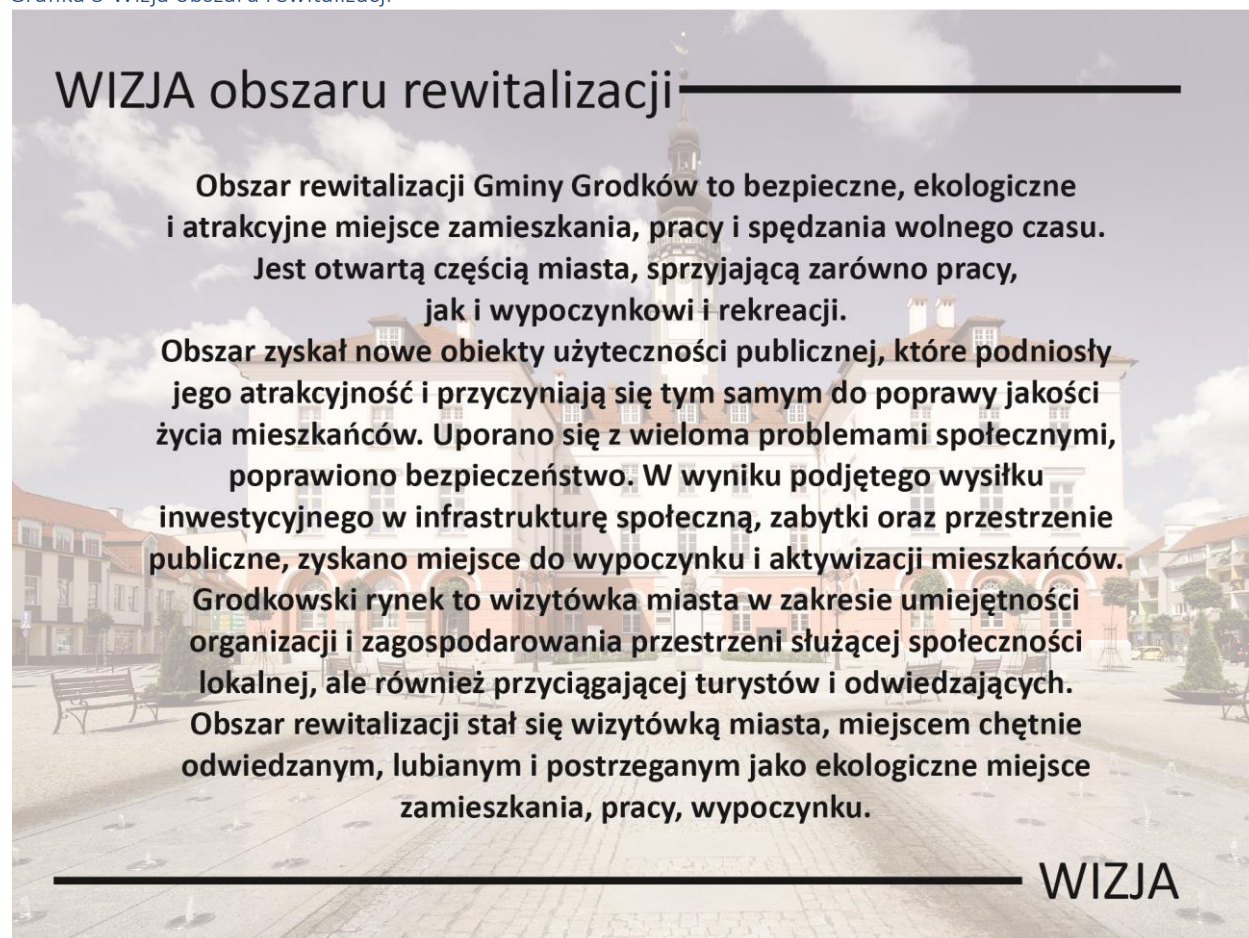 WIZJA obszaru rewitalizacji
Obszar rewitalizacji Gminy Grodków to bezpieczne, ekologiczne
i atrakcyjne miejsce zamieszkania, pracy i spędzania wolnego czasu.
Jest otwartą częścią miasta, sprzyjającą zarówno pracy,
jak i wypoczynkowi i rekreacji.
Obszar zyskał nowe obiekty użyteczności publicznej, które podniosły
jego atrakcyjność i przyczyniają się tym samym do poprawy jakości
życia mieszkańców. Uporano się z wieloma problemami społecznymi,
poprawiono bezpieczeństwo. W wyniku podjętego wysiłku
inwestycyjnego w infrastrukturę społeczną, zabytki oraz przestrzenie
publiczne, zyskano miejsce do wypoczynku i aktywizacji mieszkańców.
Grodkowski rynek to wizytówka miasta w zakresie umiejętności
organizacji i zagospodarowania przestrzeni służącej społeczności
lokalnej, ale również przyciągającej turystów i odwiedzających.
Obszar rewitalizacji stał się wizytówką miasta, miejscem chętnie
odwiedzanym, lubianym i postrzeganym jako ekologiczne miejsce
zamieszkania, pracy, wypoczynku.
WIZJA